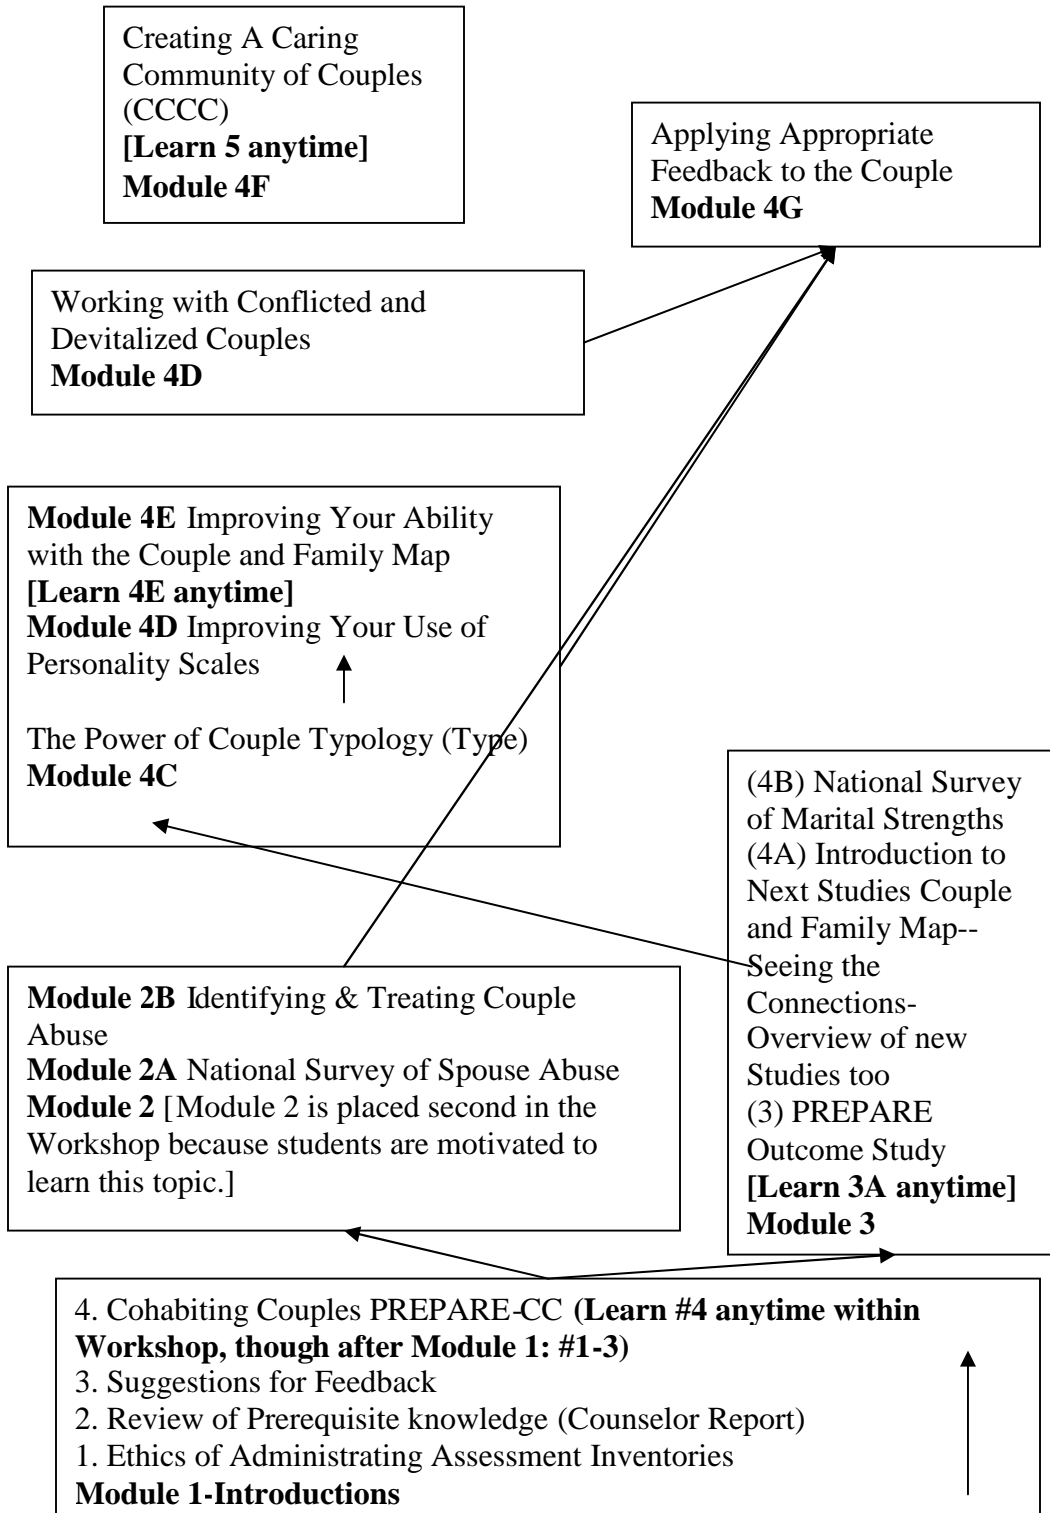 Creating A Caring
Community of Couples
(CCCC)
[Learn 5 anytime]
Module 4F
Applying Appropriate
Feedback to the Couple
Module 4G
Working with Conflicted and
Devitalized Couples
Module 4D
Module 4E Improving Your Ability
with the Couple and Family Map
[Learn 4E anytime]
Module 4D Improving Your Use of
Personality Scales
The Power of Couple Typology (Type)
Module 4C
(4B) National Survey
of Marital Strengths
(4A) Introduction to
Next Studies Couple
and Family Map--
Seeing the
Connections-
Overview of new
Studies too
(3) PREPARE
Outcome Study
[Learn 3A anytime]
Module 3
Module 2B Identifying & Treating Couple
Abuse
Module 2A National Survey of Spouse Abuse
Module 2 [Module 2 is placed second in the
Workshop because students are motivated to
learn this topic.]
4. Cohabiting Couples PREPARE-CC (Learn #4 anytime within
Workshop, though after Module 1: #1-3)
3. Suggestions for Feedback
2. Review of Prerequisite knowledge (Counselor Report)
1. Ethics of Administrating Assessment Inventories
Module 1-Introductions